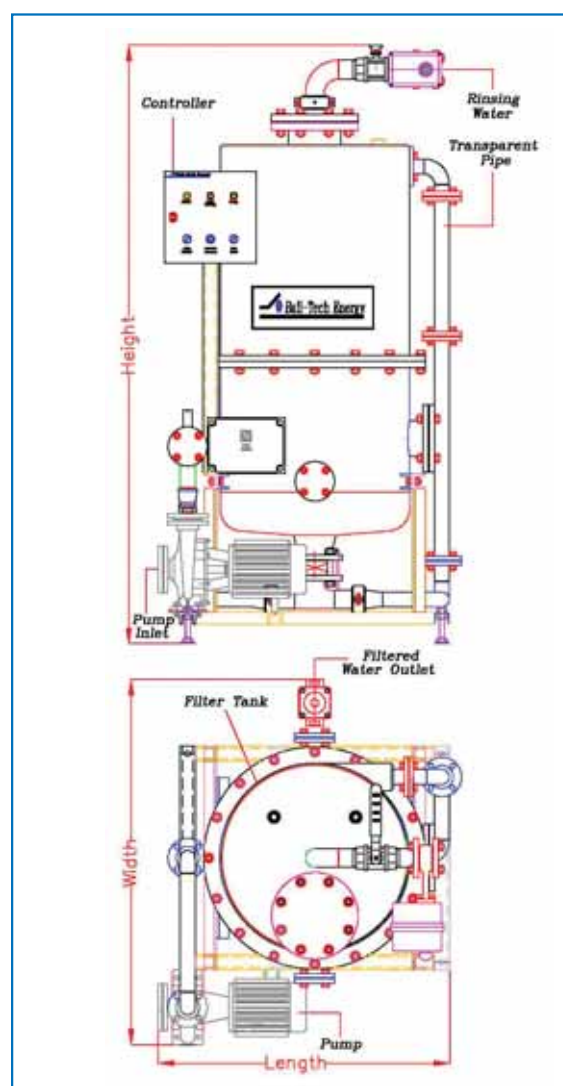 Controller
Rinsing
Water
Transparent
Pipe
Height
Ball-Tech Energy
Pump
Inlet
Filtered
Water Outlet
Filter Tank
Width
Pump
Length